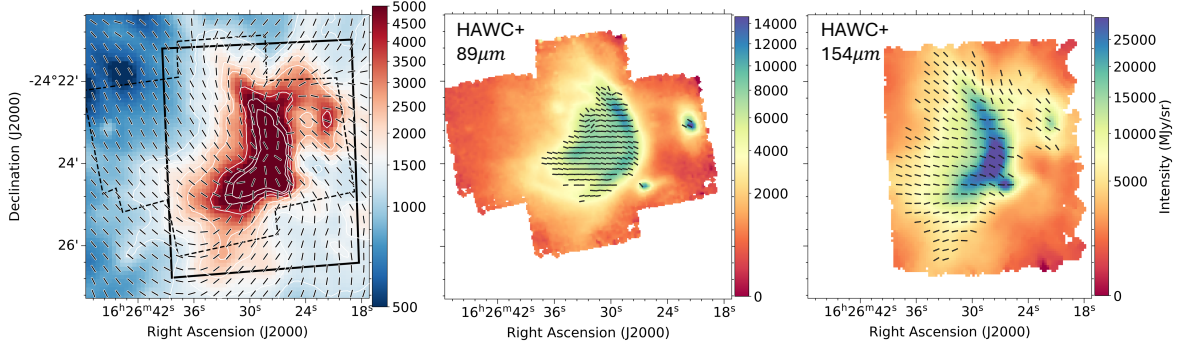 Declination (J2000)
-24°22'
24'
26'
16ʰ26ᵐ42ˢ 36ˢ 30ˢ 24ˢ 18ˢ
Right Ascension (J2000)
5000
4500
4000
3500
3000
2500
2000
1500
1000
500
HAWC+
89μm
16ʰ26ᵐ42ˢ 36ˢ 30ˢ 24ˢ 18ˢ
Right Ascension (J2000)
14000
12000
10000
8000
6000
4000
2000
0
HAWC+
154μm
16ʰ26ᵐ42ˢ 36ˢ 30ˢ 24ˢ 18ˢ
Right Ascension (J2000)
25000
20000
15000
10000
5000
0
Intensity (MJy/sr)